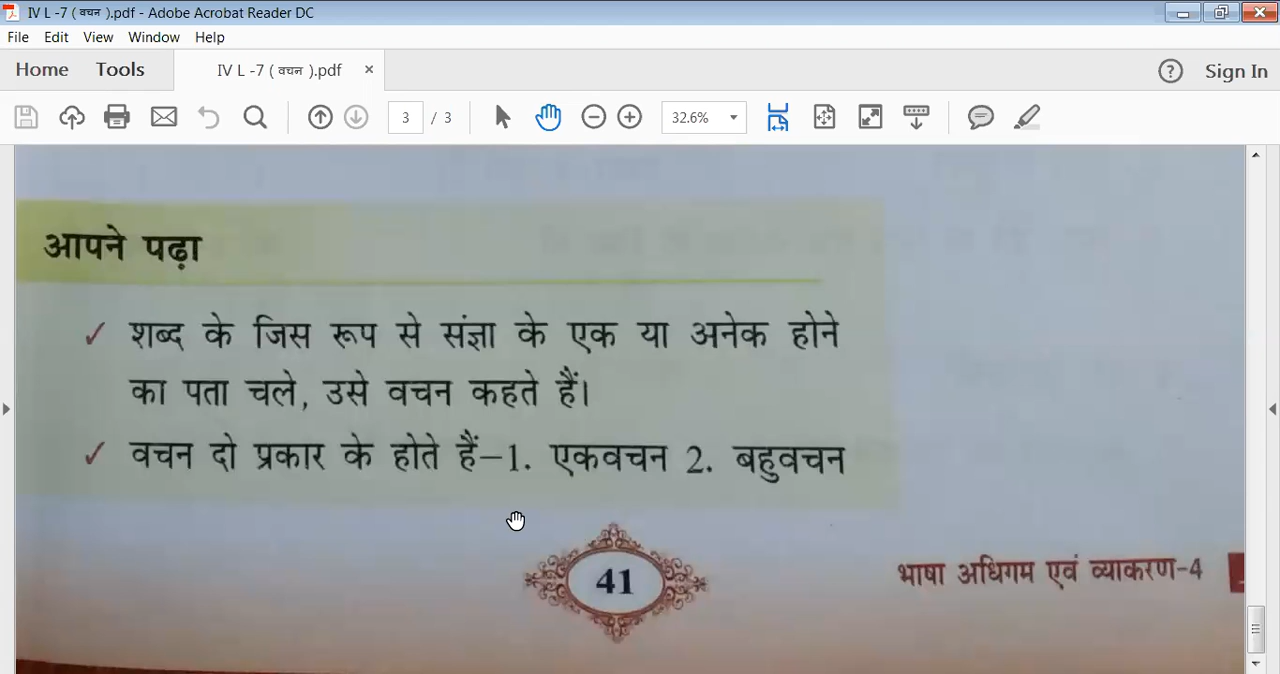 IV L -7 ( वचन ).pdf - Adobe Acrobat Reader DC
File Edit View Window Help
Home Tools IV L -7 ( वचन ).pdf × ? Sign In
3 / 3 32.6%
आपने पढ़ा
✓ शब्द के जिस रूप से संज्ञा के एक या अनेक होने
का पता चले, उसे वचन कहते हैं।
✓ वचन दो प्रकार के होते हैं–1. एकवचन 2. बहुवचन
41
भाषा अधिगम एवं व्याकरण-4